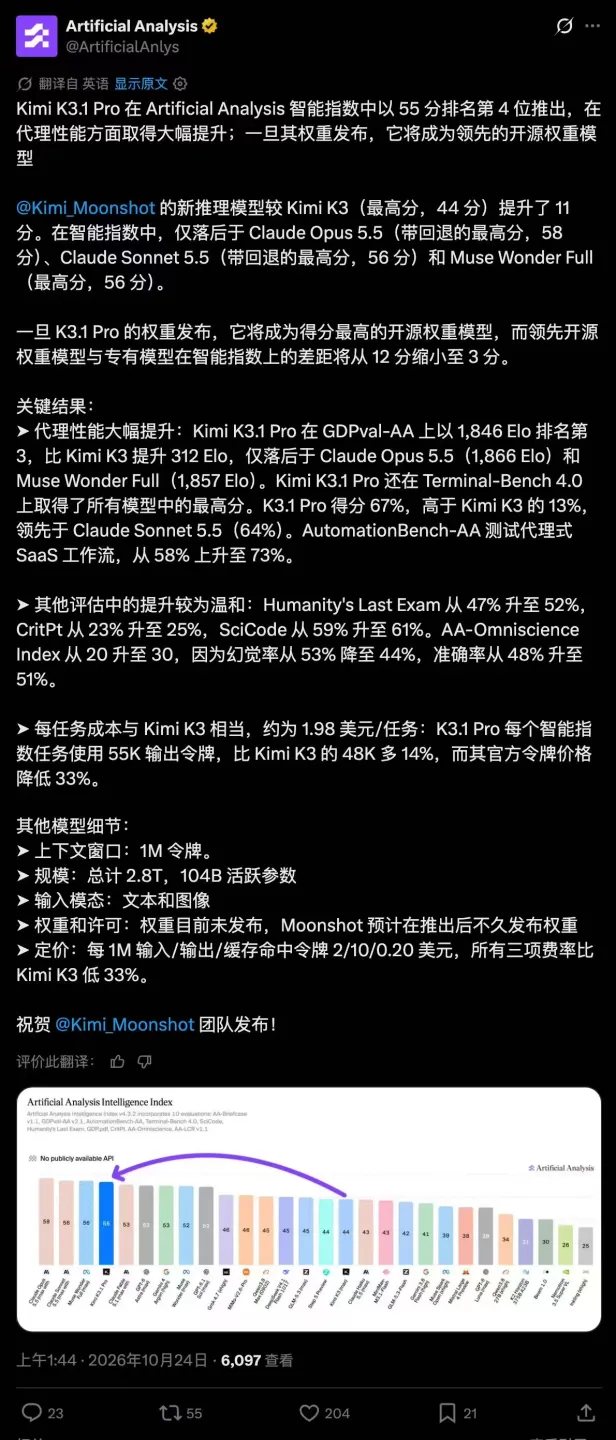 Artificial Analysis
@ArtificialAnlys
翻译自 英语 显示原文
Kimi K3.1 Pro 在 Artificial Analysis 智能指数中以 55 分排名第 4 位推出，在
代理性能方面取得大幅提升；一旦其权重发布，它将成为领先的开源权重模
型
@Kimi_Moonshot 的新推理模型较 Kimi K3（最高分，44 分）提升了 11
分。在智能指数中，仅落后于 Claude Opus 5.5（带回退的最高分，58
分）、Claude Sonnet 5.5（带回退的最高分，56 分）和 Muse Wonder Full
（最高分，56 分）。
一旦 K3.1 Pro 的权重发布，它将成为得分最高的开源权重模型，而领先开源
权重模型与专有模型在智能指数上的差距将从 12 分缩小至 3 分。
关键结果：
➤ 代理性能大幅提升：Kimi K3.1 Pro 在 GDPval-AA 上以 1,846 Elo 排名第
3，比 Kimi K3 提升 312 Elo，仅落后于 Claude Opus 5.5（1,866 Elo）和
Muse Wonder Full（1,857 Elo）。Kimi K3.1 Pro 还在 Terminal-Bench 4.0
上取得了所有模型中的最高分。K3.1 Pro 得分 67%，高于 Kimi K3 的 13%，
领先于 Claude Sonnet 5.5（64%）。AutomationBench-AA 测试代理式
SaaS 工作流，从 58% 上升至 73%。
➤ 其他评估中的提升较为温和：Humanity's Last Exam 从 47% 升至 52%，
CritPt 从 23% 升至 25%，SciCode 从 59% 升至 61%。AA-Omniscience
Index 从 20 升至 30，因为幻觉率从 53% 降至 44%，准确率从 48% 升至
51%。
➤ 每任务成本与 Kimi K3 相当，约为 1.98 美元/任务：K3.1 Pro 每个智能指
数任务使用 55K 输出令牌，比 Kimi K3 的 48K 多 14%，而其官方令牌价格
降低 33%。
其他模型细节：
➤ 上下文窗口：1M 令牌。
➤ 规模：总计 2.8T，104B 活跃参数
➤ 输入模态：文本和图像
➤ 权重和许可：权重目前未发布，Moonshot 预计在推出后不久发布权重
➤ 定价：每 1M 输入/输出/缓存命中令牌 2/10/0.20 美元，所有三项费率比
Kimi K3 低 33%。
祝贺 @Kimi_Moonshot 团队发布！
评价此翻译：
Artificial Analysis Intelligence Index
No publicly available API
Artificial Analysis
58 56 56 55 53 53 53 52 52 46 46 45 45 45 44 44 43 43 42 41 39 38 38 34 31 30 26 25
Kimi K3.1 Pro
上午1:44 · 2026年10月24日 · 6,097 查看
23 55 204 21